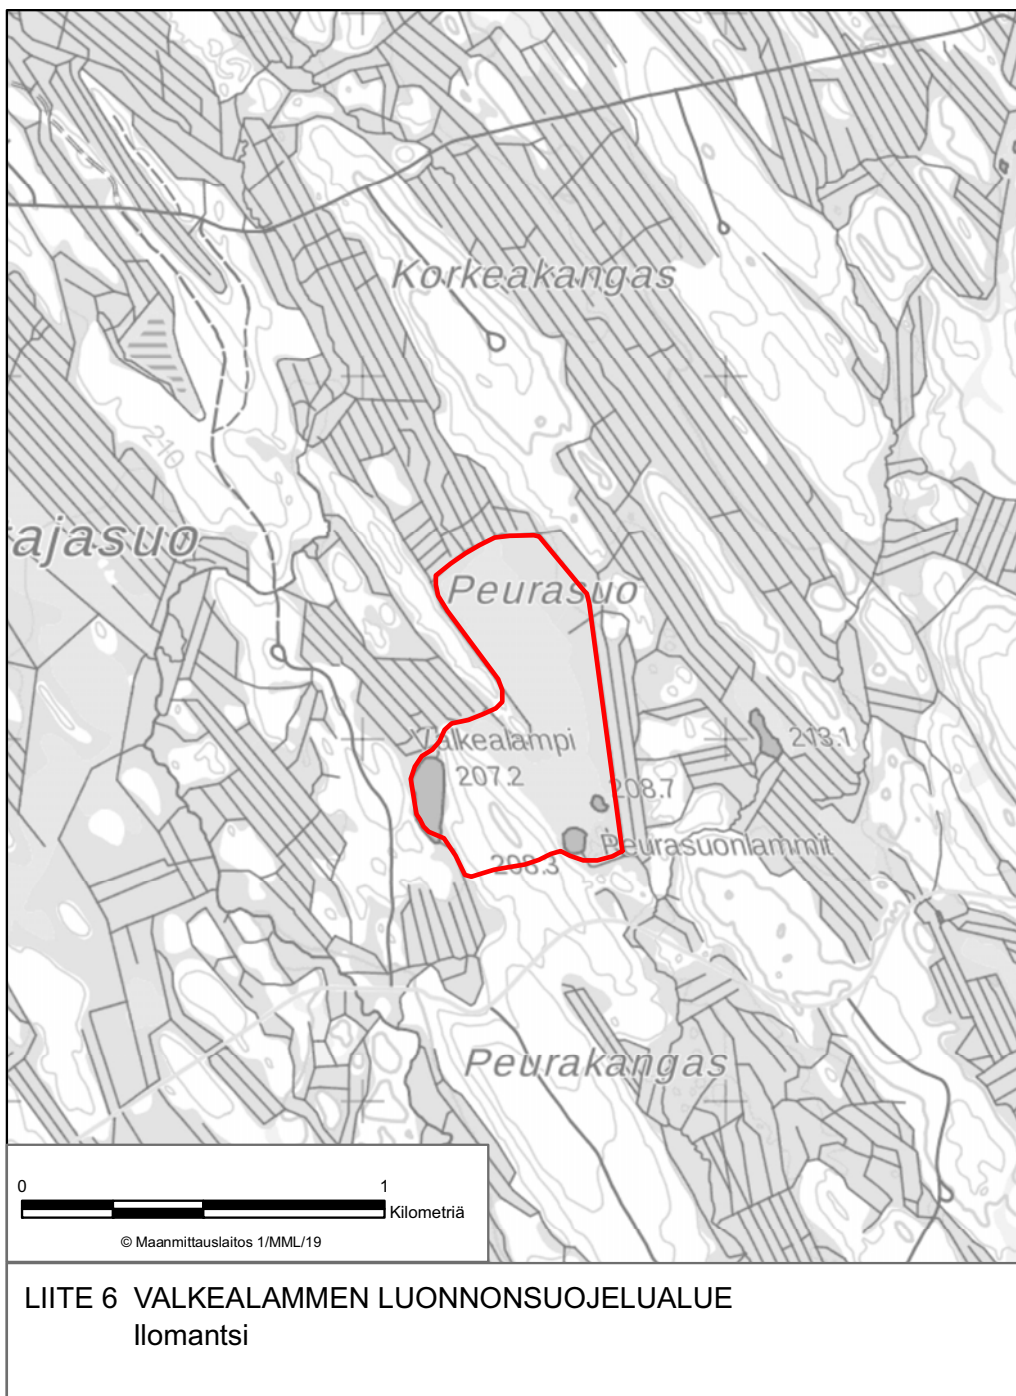 Korkeakangas
210
ajasuo
Peurasuo
Valkealampi
207.2
213.1
208.7
Peurasuonlammit
208.3
Peurakangas
0 1
Kilometriä
© Maanmittauslaitos 1/MML/19
LIITE 6 VALKEALAMMEN LUONNONSUOJELUALUE
Ilomantsi